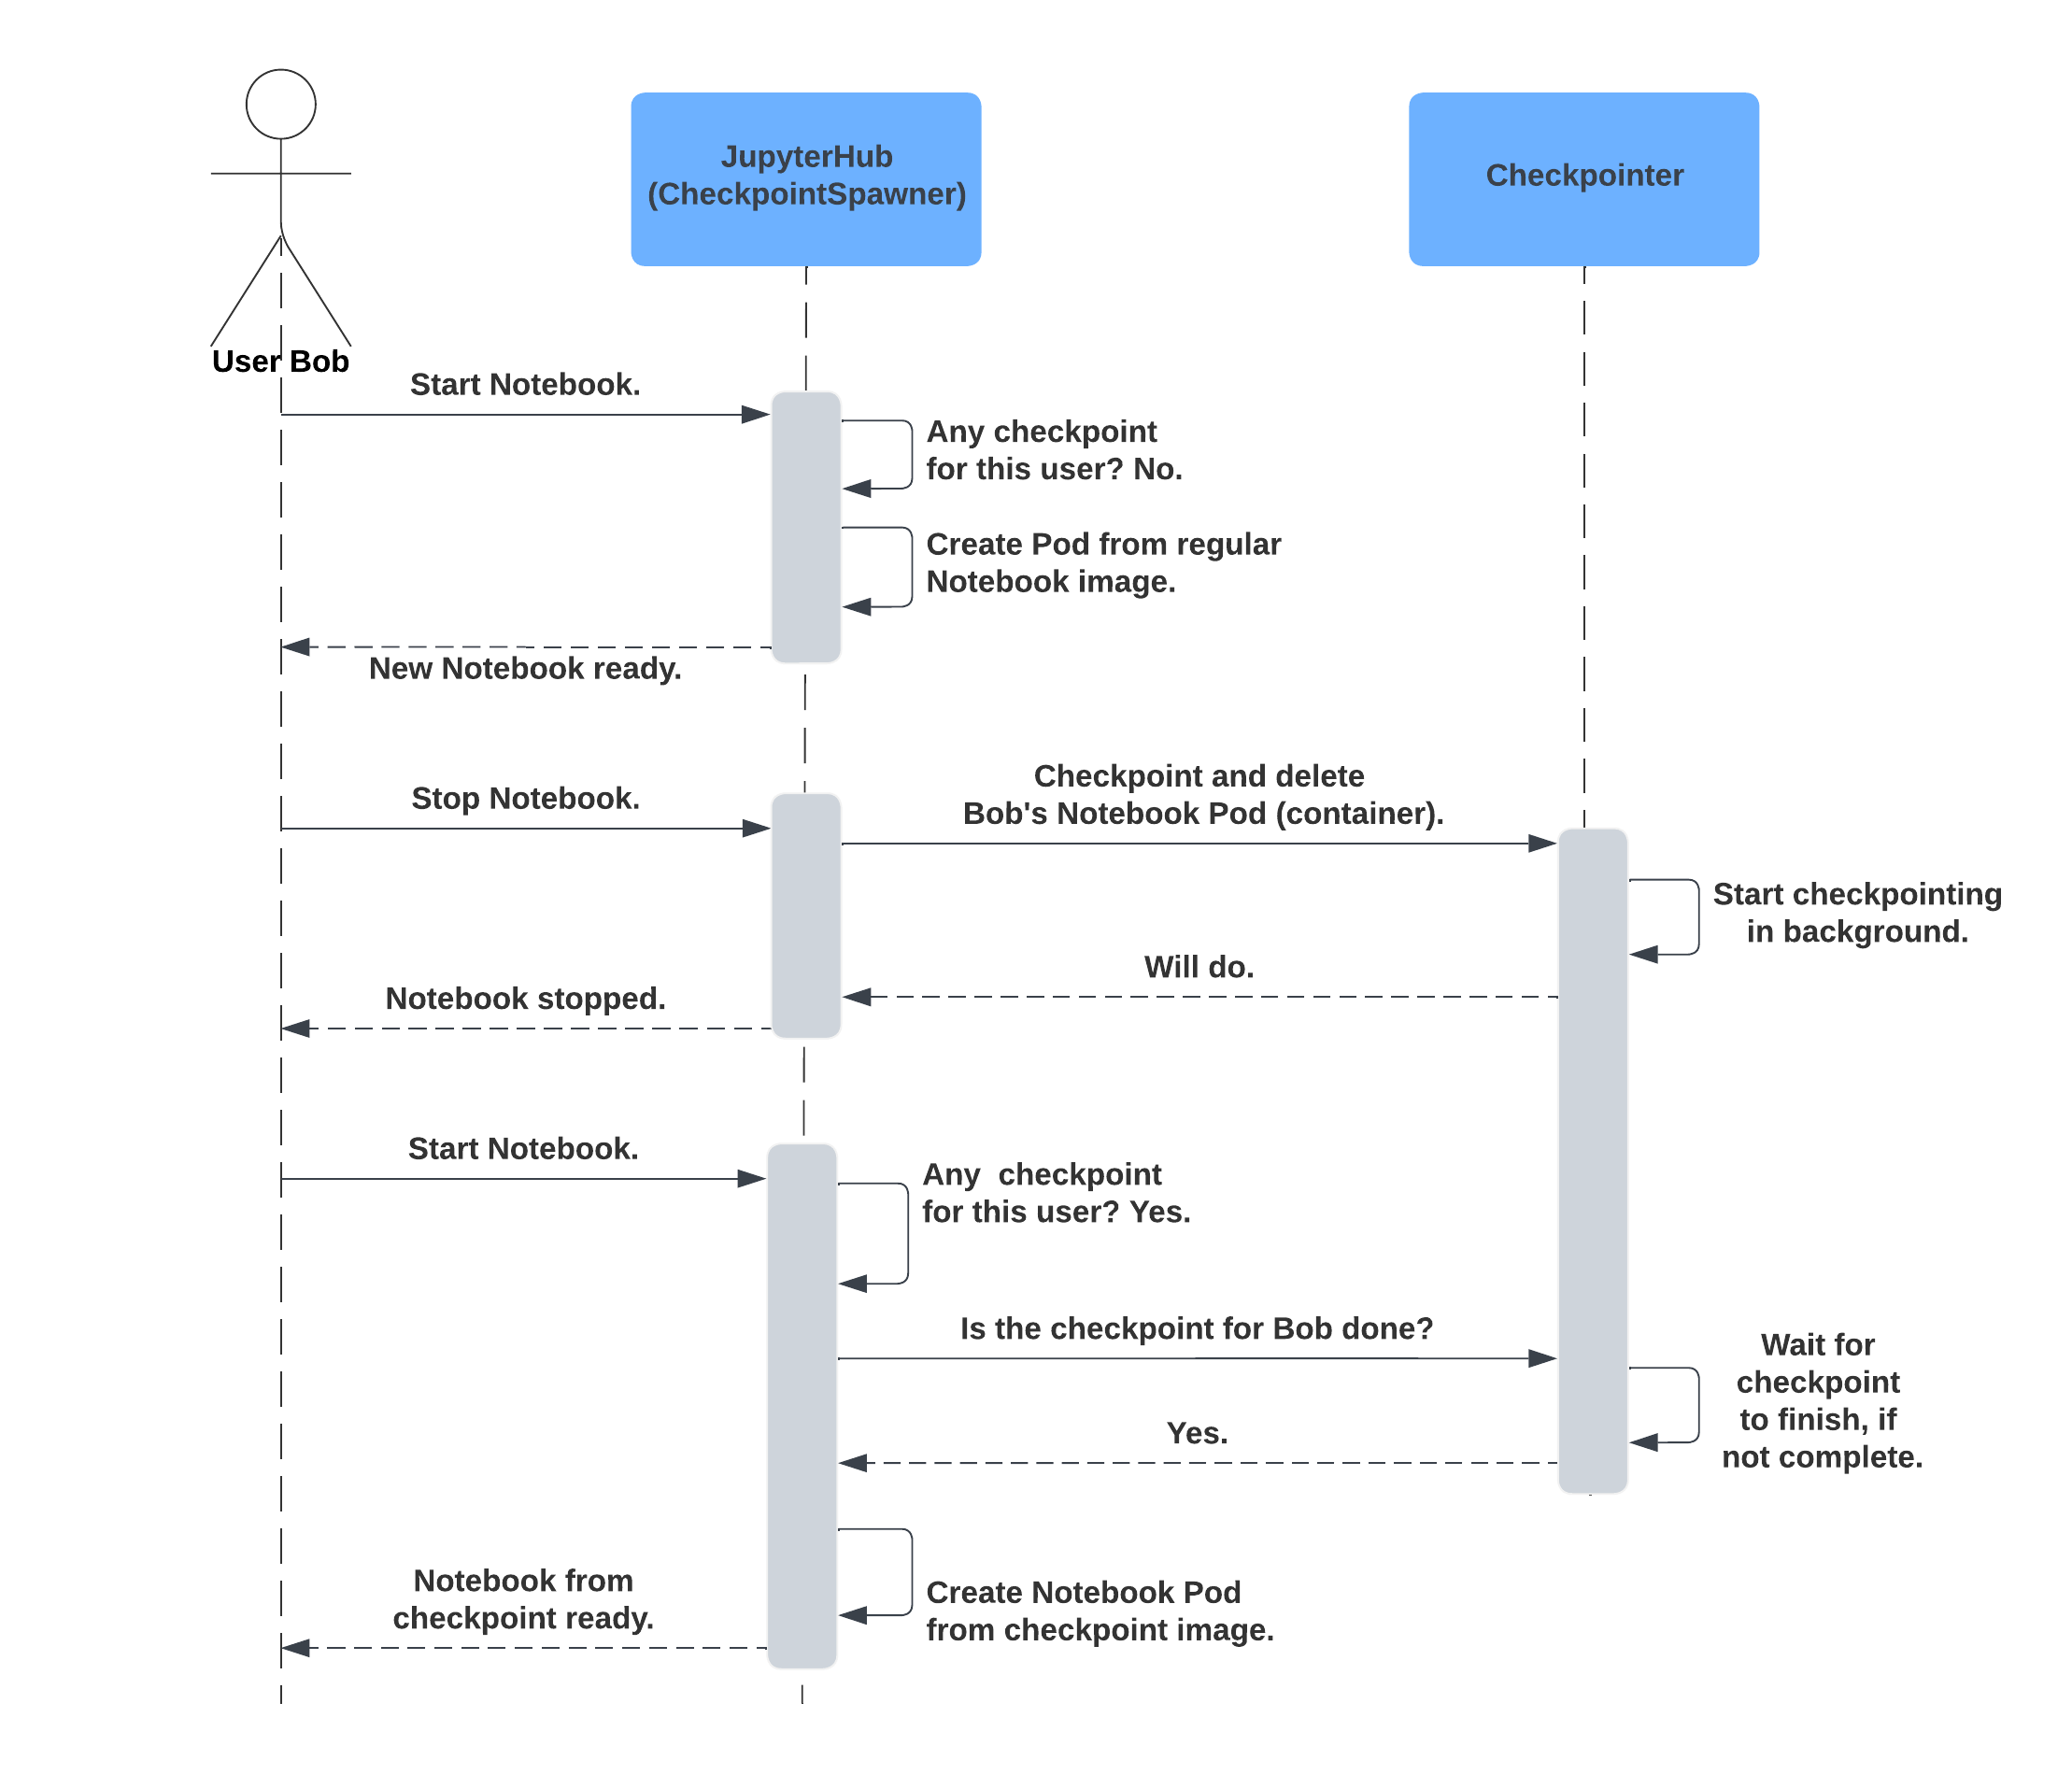 JupyterHub
(CheckpointSpawner)
Checkpointer
User Bob
Start Notebook.
Any checkpoint
for this user? No.
Create Pod from regular
Notebook image.
New Notebook ready.
Stop Notebook.
Checkpoint and delete
Bob's Notebook Pod (container).
Start checkpointing
in background.
Will do.
Notebook stopped.
Start Notebook.
Any  checkpoint
for this user? Yes.
Is the checkpoint for Bob done?
Wait for
checkpoint
to finish, if
not complete.
Yes.
Create Notebook Pod
from checkpoint image.
Notebook from
checkpoint ready.